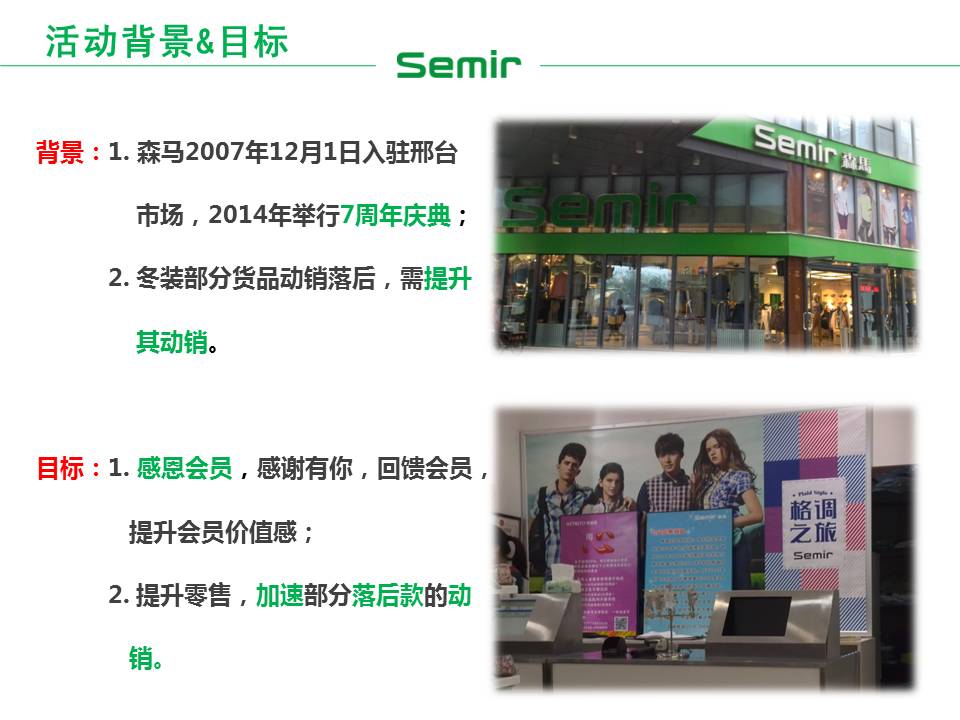 活动背景&目标
Semir
背景：1. 森马2007年12月1日入驻邢台
市场，2014年举行7周年庆典；
2. 冬装部分货品动销落后，需提升
其动销。
Semir 森馬
Semir
目标：1. 感恩会员，感谢有你，回馈会员，
提升会员价值感；
2. 提升零售，加速部分落后款的动
销。
Plaid Style
格调
之旅
Semir
心